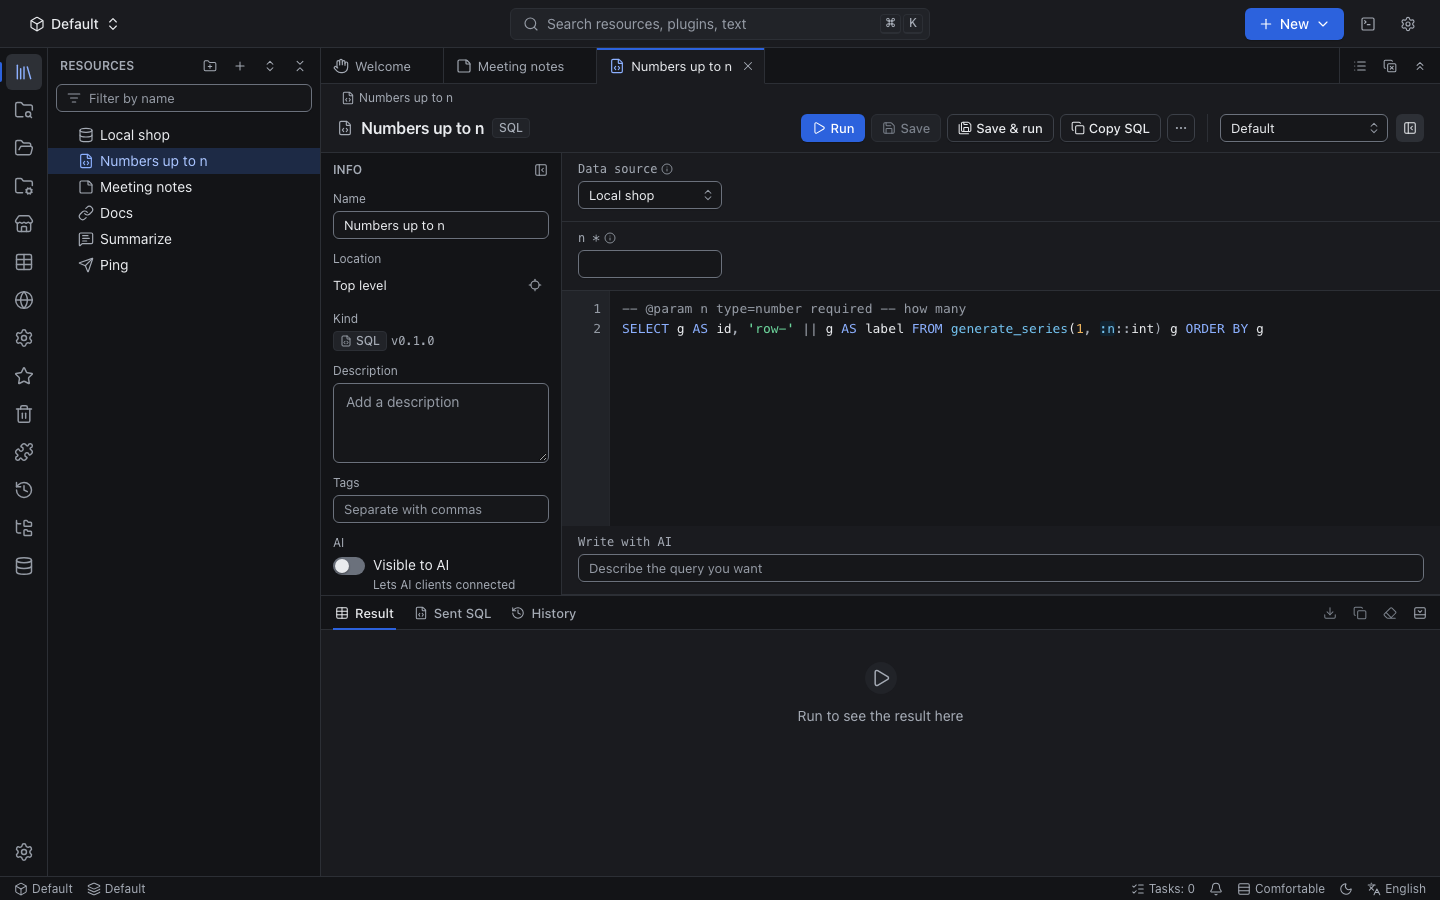 Default
Search resources, plugins, text
⌘ K
New
RESOURCES
Filter by name
Local shop
Numbers up to n
Meeting notes
Docs
Summarize
Ping
Welcome
Meeting notes
Numbers up to n
Numbers up to n
Numbers up to n SQL
Run
Save
Save & run
Copy SQL
Default
INFO
Name
Numbers up to n
Location
Top level
Kind
SQL v0.1.0
Description
Add a description
Tags
Separate with commas
AI
Visible to AI
Lets AI clients connected
Data source
Local shop
n *
1 -- @param n type=number required -- how many
2 SELECT g AS id, 'row-' || g AS label FROM generate_series(1, :n::int) g ORDER BY g
Write with AI
Describe the query you want
Result
Sent SQL
History
Run to see the result here
Default
Default
Tasks: 0
Comfortable
English